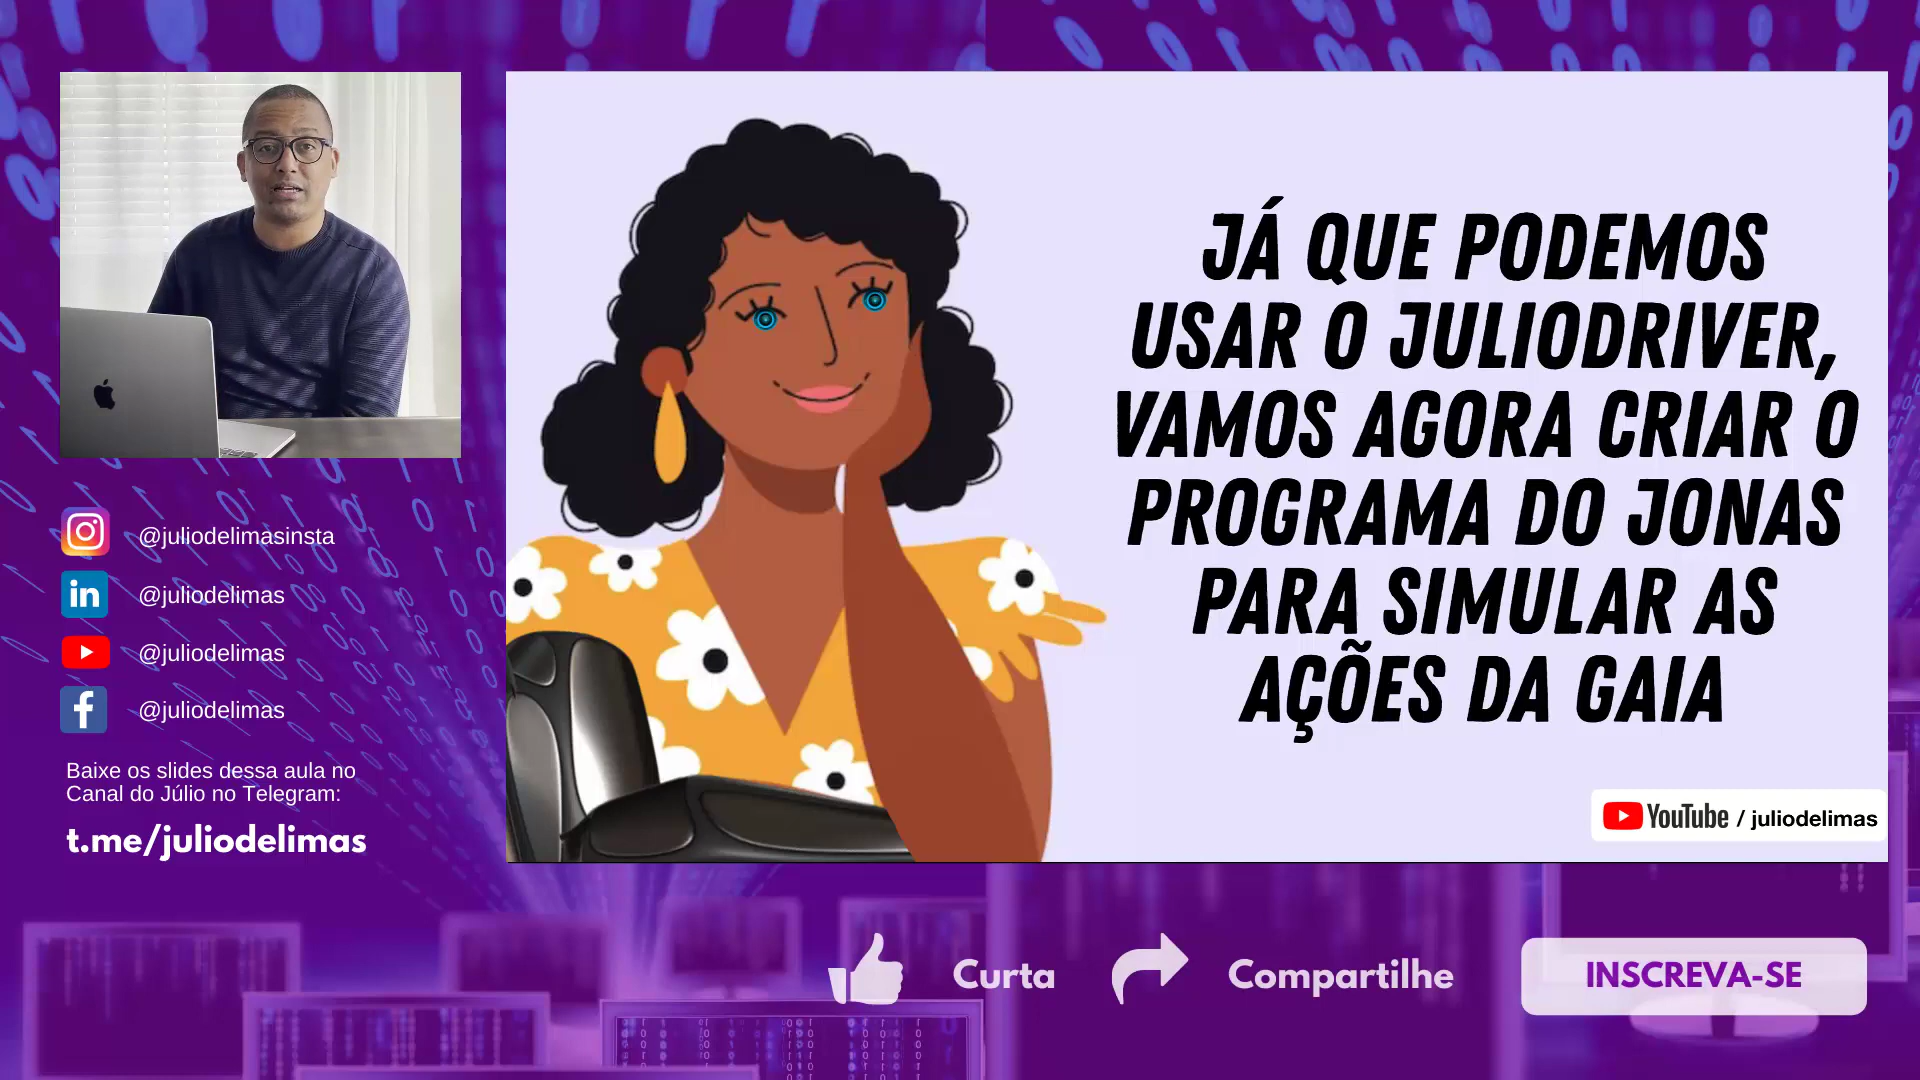 @juliodelimasinsta
@juliodelimas
@juliodelimas
@juliodelimas
Baixe os slides dessa aula no
Canal do Júlio no Telegram:
t.me/juliodelimas
JÁ QUE PODEMOS
USAR O JULIODRIVER,
VAMOS AGORA CRIAR O
PROGRAMA DO JONAS
PARA SIMULAR AS
AÇÕES DA GAIA
YouTube / juliodelimas
Curta
Compartilhe
INSCREVA-SE